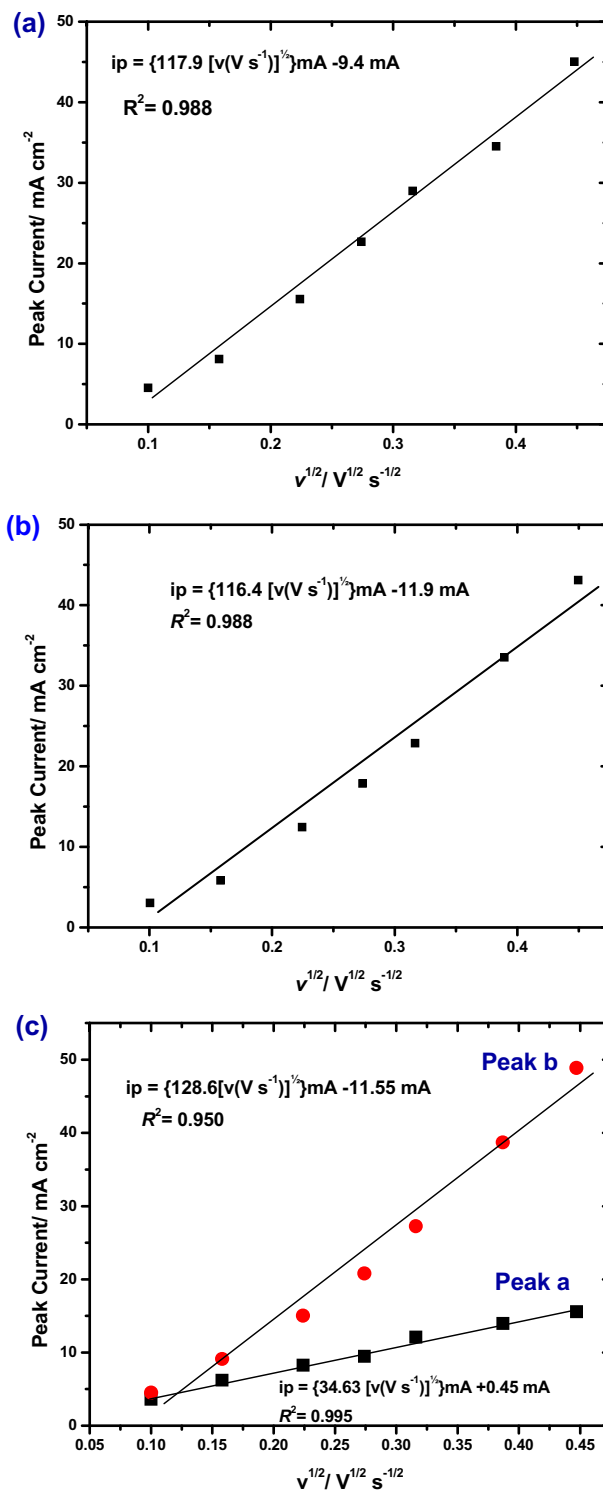 (a)
50
40
30
20
10
0
Peak Current/ mA cm⁻²
ip = {117.9 [v(V s⁻¹)]^½}mA -9.4 mA
R²= 0.988
0.1 0.2 0.3 0.4
v^1/2/ V^1/2 s^-1/2
(b)
50
40
30
20
10
0
Peak Current/ mA cm⁻²
ip = {116.4 [v(V s⁻¹)]^½}mA -11.9 mA
R²= 0.988
0.1 0.2 0.3 0.4
v^1/2/ V^1/2 s^-1/2
(c)
50
40
30
20
10
0
Peak Current/ mA cm⁻²
Peak b
ip = {128.6[v(V s⁻¹)]^½}mA -11.55 mA
R²= 0.950
Peak a
ip = {34.63 [v(V s⁻¹)]^½}mA +0.45 mA
R²= 0.995
0.05 0.10 0.15 0.20 0.25 0.30 0.35 0.40 0.45
v^1/2/ V^1/2 s^-1/2